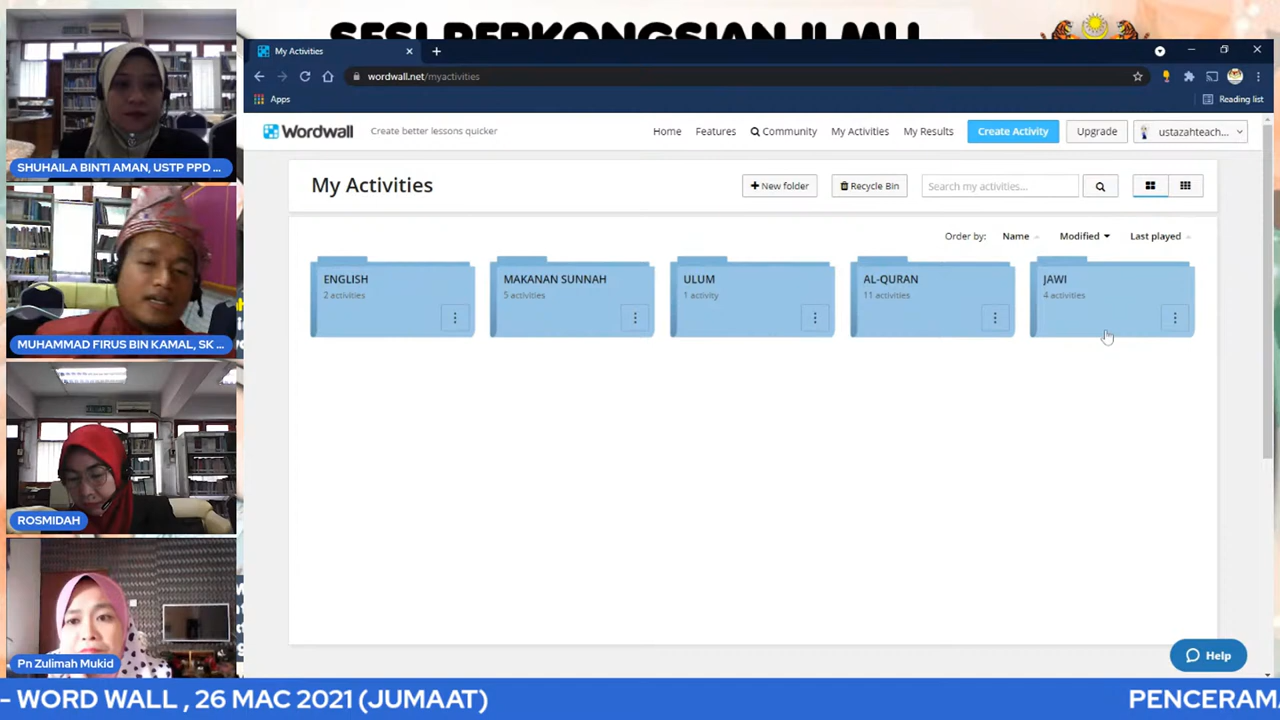 SESI PERKONGSIAN ILMU
My Activities
wordwall.net/myactivities
Apps
Reading list
Wordwall
Create better lessons quicker
Home
Features
Community
My Activities
My Results
Create Activity
Upgrade
ustazahteach...
My Activities
New folder
Recycle Bin
Search my activities...
Order by:
Name
Modified
Last played
ENGLISH
2 activities
MAKANAN SUNNAH
5 activities
ULUM
1 activity
AL-QURAN
11 activities
JAWI
4 activities
Help
SHUHAILA BINTI AMAN, USTP PPD ...
MUHAMMAD FIRUS BIN KAMAL, SK ...
ROSMIDAH
Pn Zulimah Mukid
- WORD WALL , 26 MAC 2021 (JUMAAT)
PENCERAMA